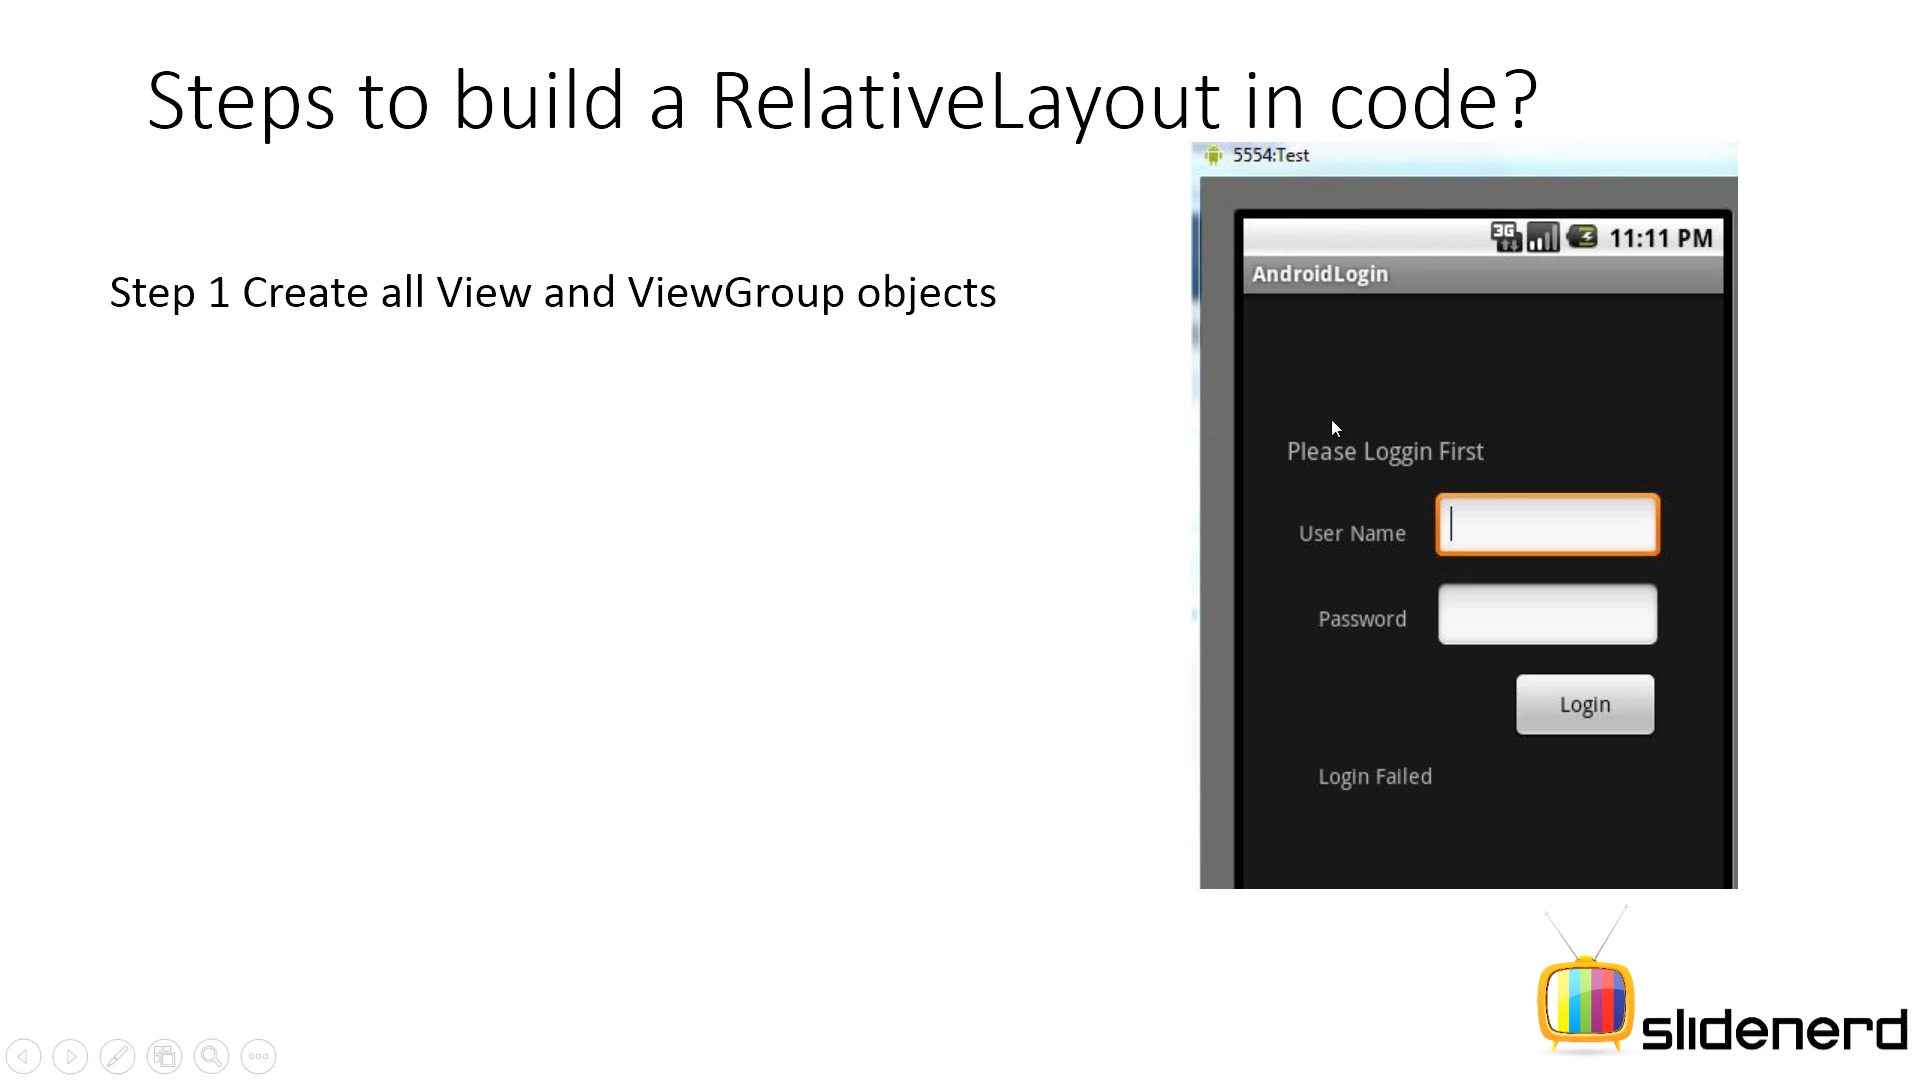 Steps to build a RelativeLayout in code?
5554:Test
3G 11:11 PM
AndroidLogin
Step 1 Create all View and ViewGroup objects
Please Loggin First
User Name
Password
Login
Login Failed
slidenerd